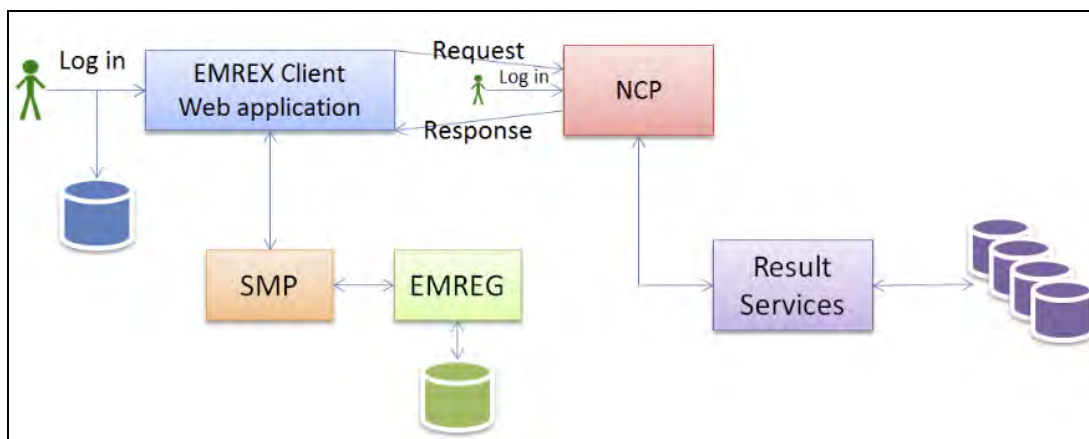 Log in
EMREX Client
Web application
Request
Log in
Response
NCP
SMP
EMREG
Result
Services